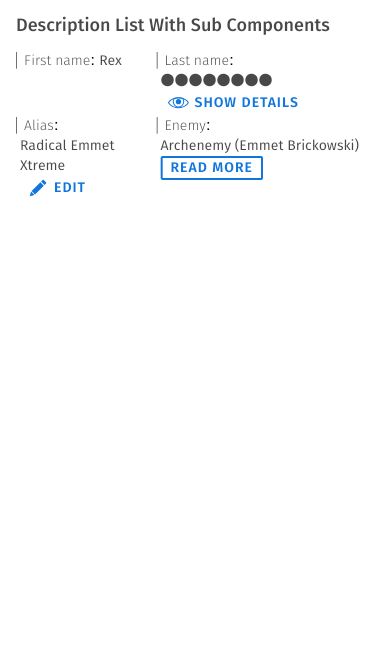 Description List With Sub Components
First name: Rex
Last name:
●●●●●●●●
SHOW DETAILS
Alias:
Radical Emmet
Xtreme
EDIT
Enemy:
Archenemy (Emmet Brickowski)
READ MORE